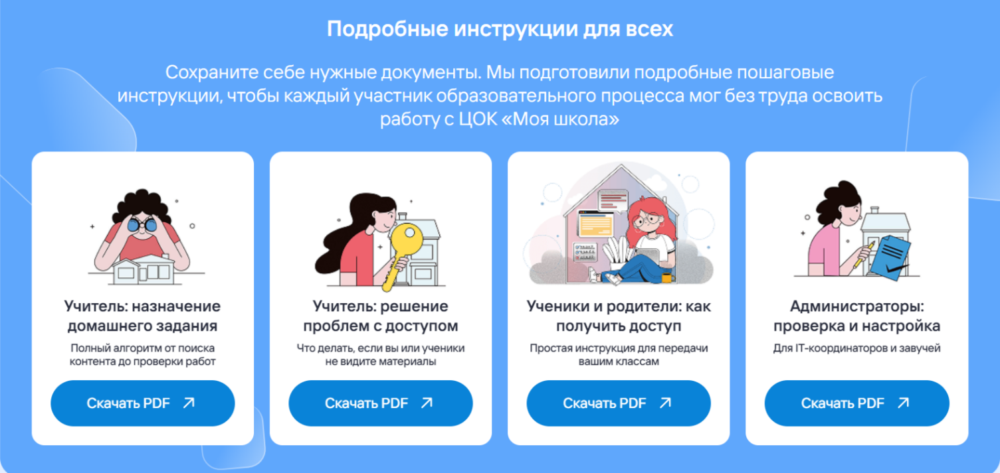 Подробные инструкции для всех
Сохраните себе нужные документы. Мы подготовили подробные пошаговые
инструкции, чтобы каждый участник образовательного процесса мог без труда освоить
работу с ЦОК «Моя школа»
Учитель: назначение
домашнего задания
Полный алгоритм от поиска
контента до проверки работ
Скачать PDF
Учитель: решение
проблем с доступом
Что делать, если вы или ученики
не видите материалы
Скачать PDF
Ученики и родители: как
получить доступ
Простая инструкция для передачи
вашим классам
Скачать PDF
Администраторы:
проверка и настройка
Для IT-координаторов и завучей
Скачать PDF